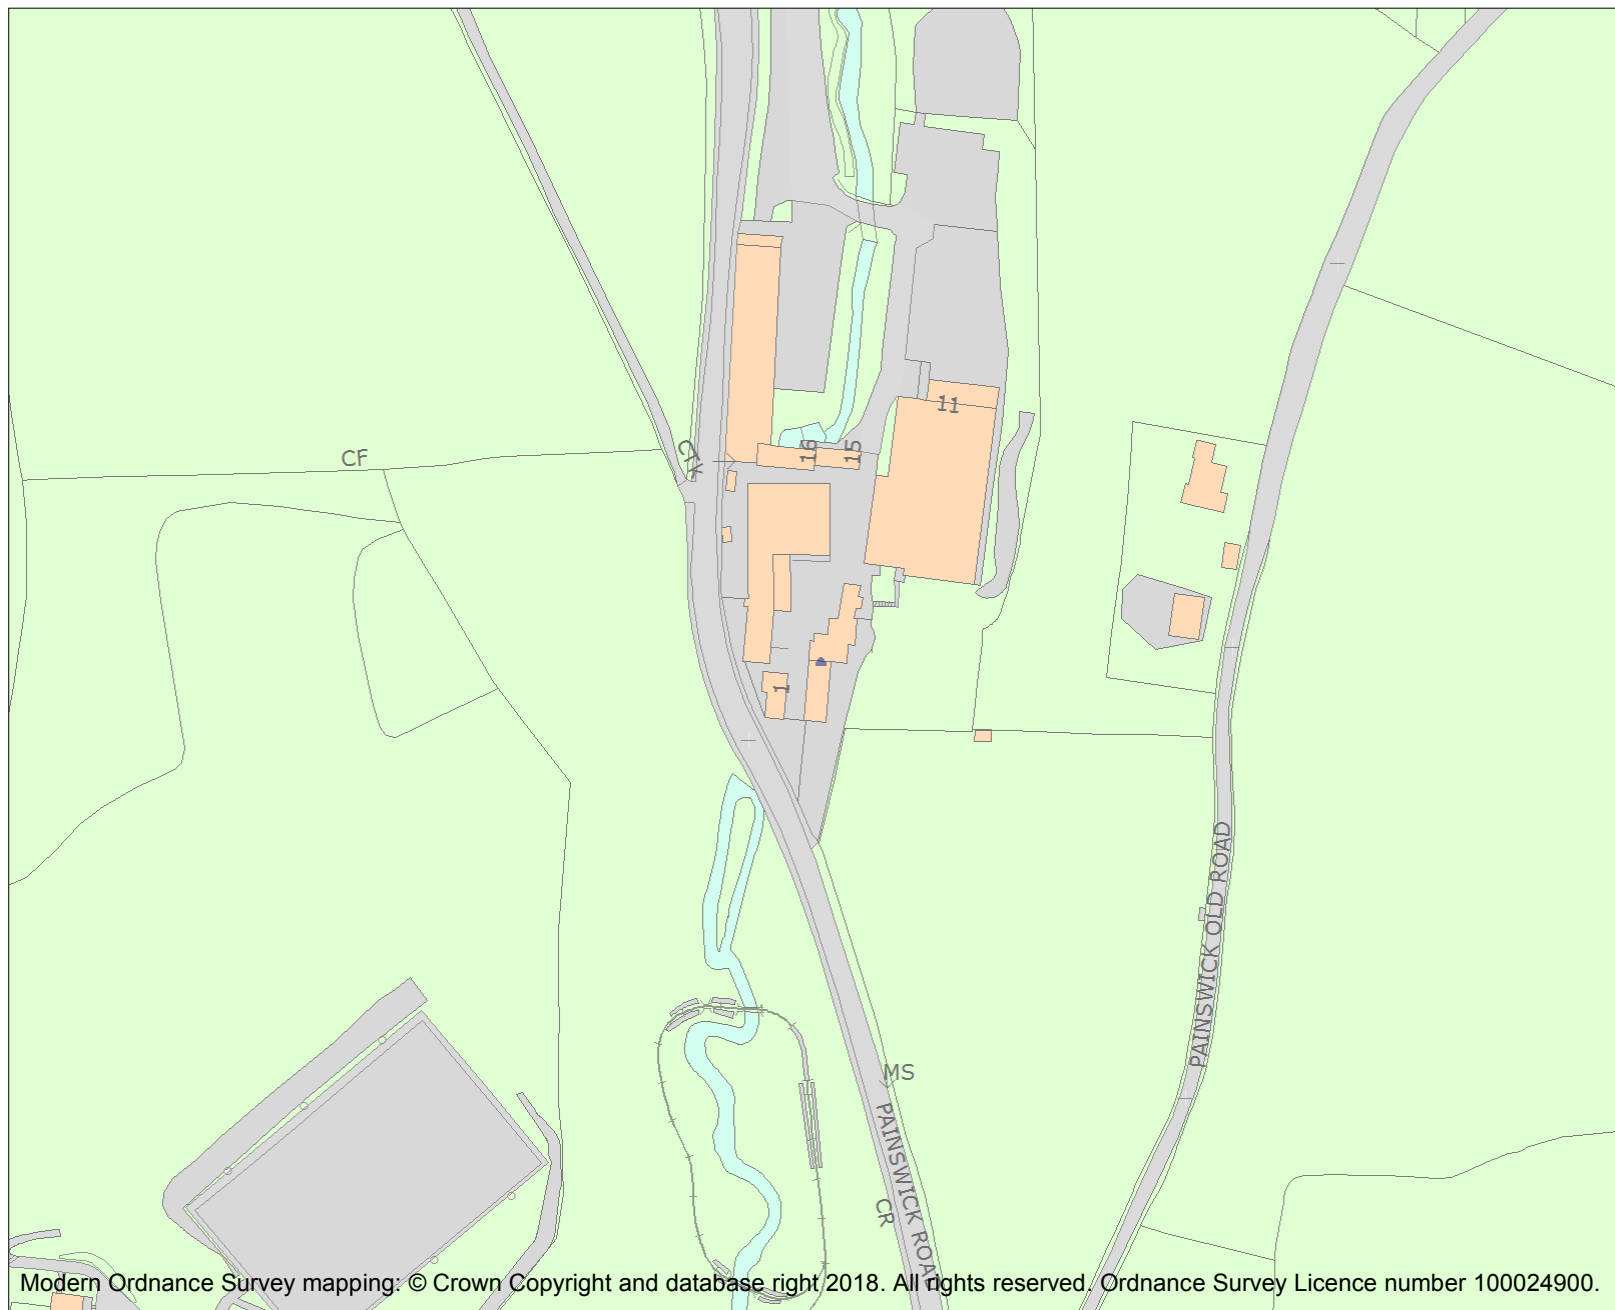 11
16
15
CTV
CF
1
PAINSWICK OLD ROAD
MS
PAINSWICK ROAD
CR
Modern Ordnance Survey mapping: © Crown Copyright and database right 2018. All rights reserved. Ordnance Survey Licence number 100024900.